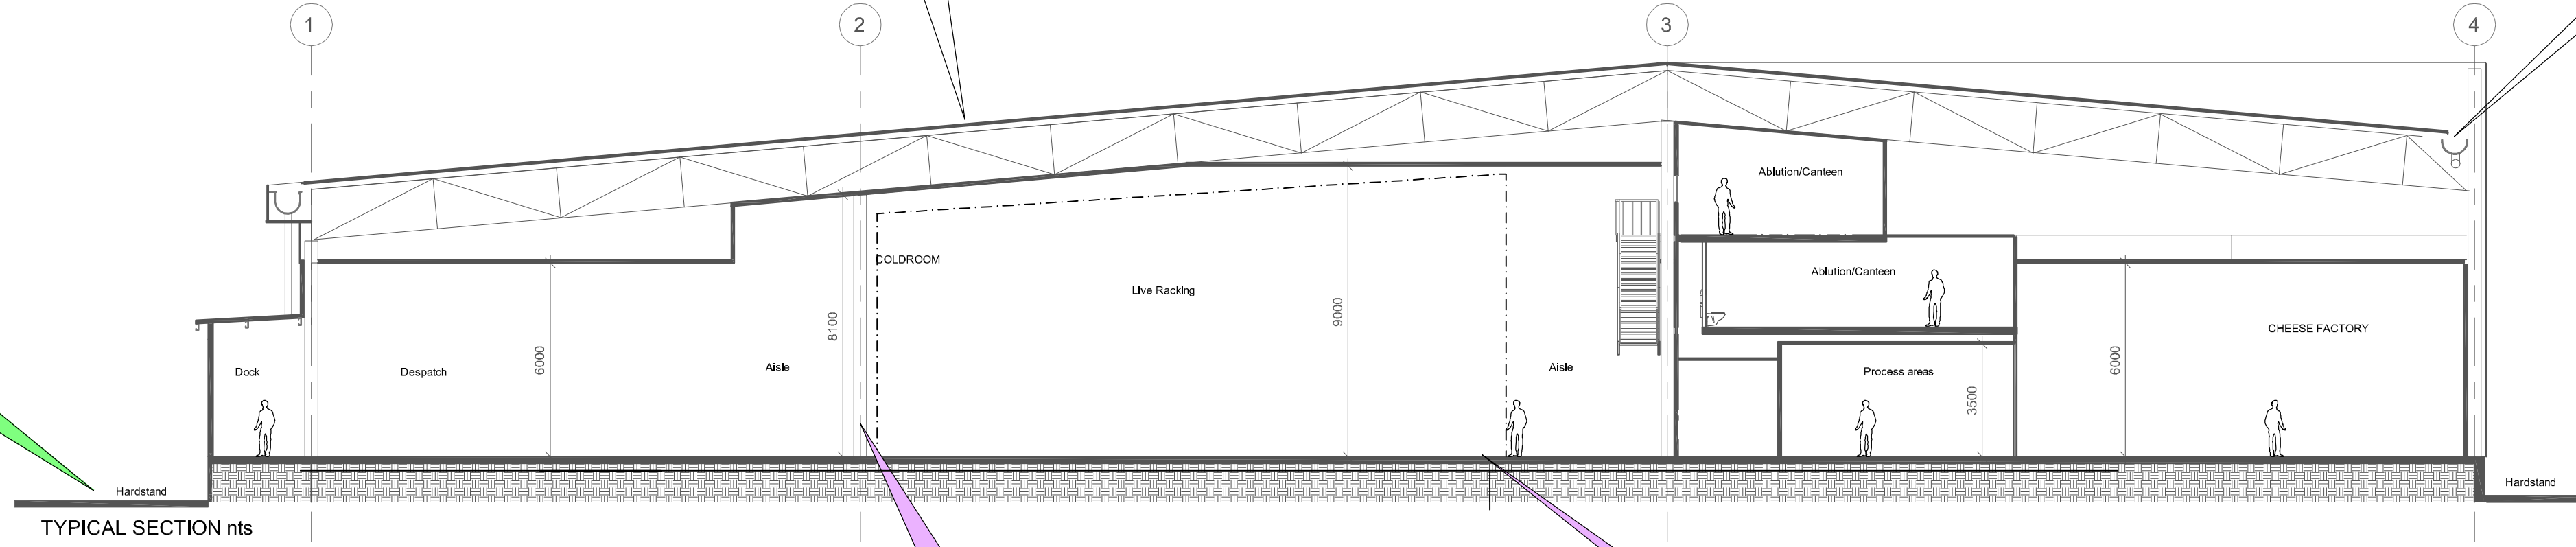 1
2
3
4
Ablution/Canteen
COLDROOM
Ablution/Canteen
Live Racking
8100
9000
CHEESE FACTORY
6000
6000
Aisle
Aisle
Dock
Despatch
Process areas
3500
Hardstand
Hardstand
TYPICAL SECTION nts